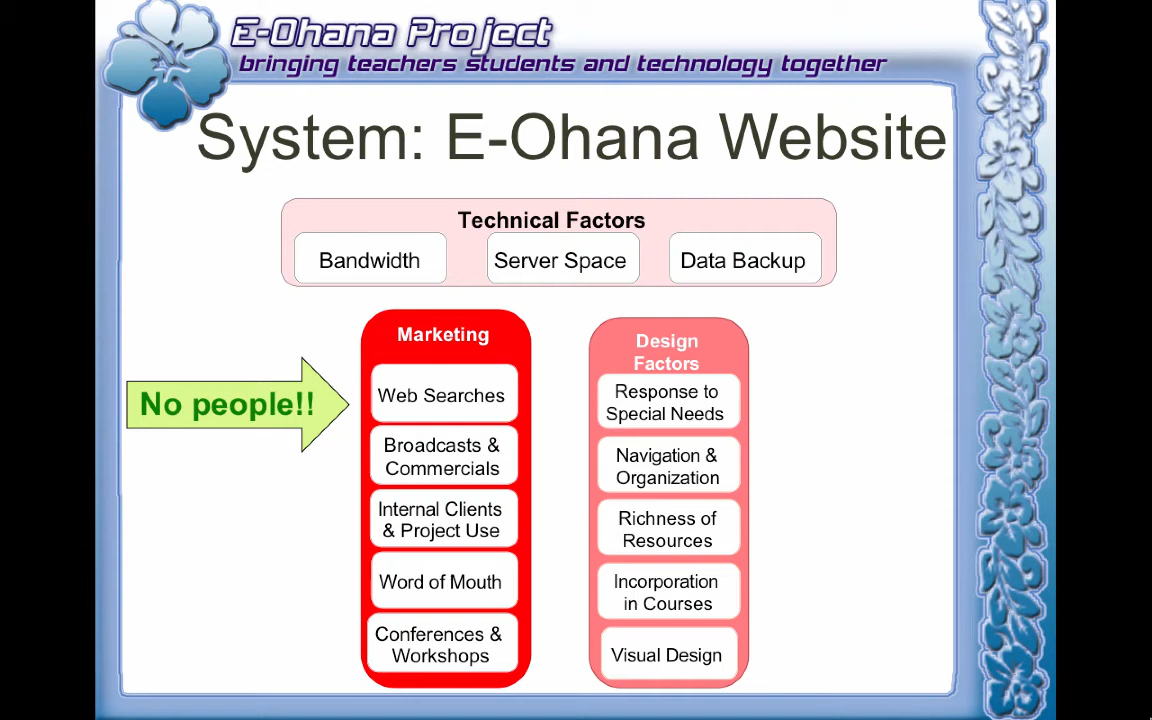 E-Ohana Project
bringing teachers students and technology together
System: E-Ohana Website
Technical Factors
Bandwidth
Server Space
Data Backup
No people!!
Marketing
Web Searches
Broadcasts &
Commercials
Internal Clients
& Project Use
Word of Mouth
Conferences &
Workshops
Design
Factors
Response to
Special Needs
Navigation &
Organization
Richness of
Resources
Incorporation
in Courses
Visual Design